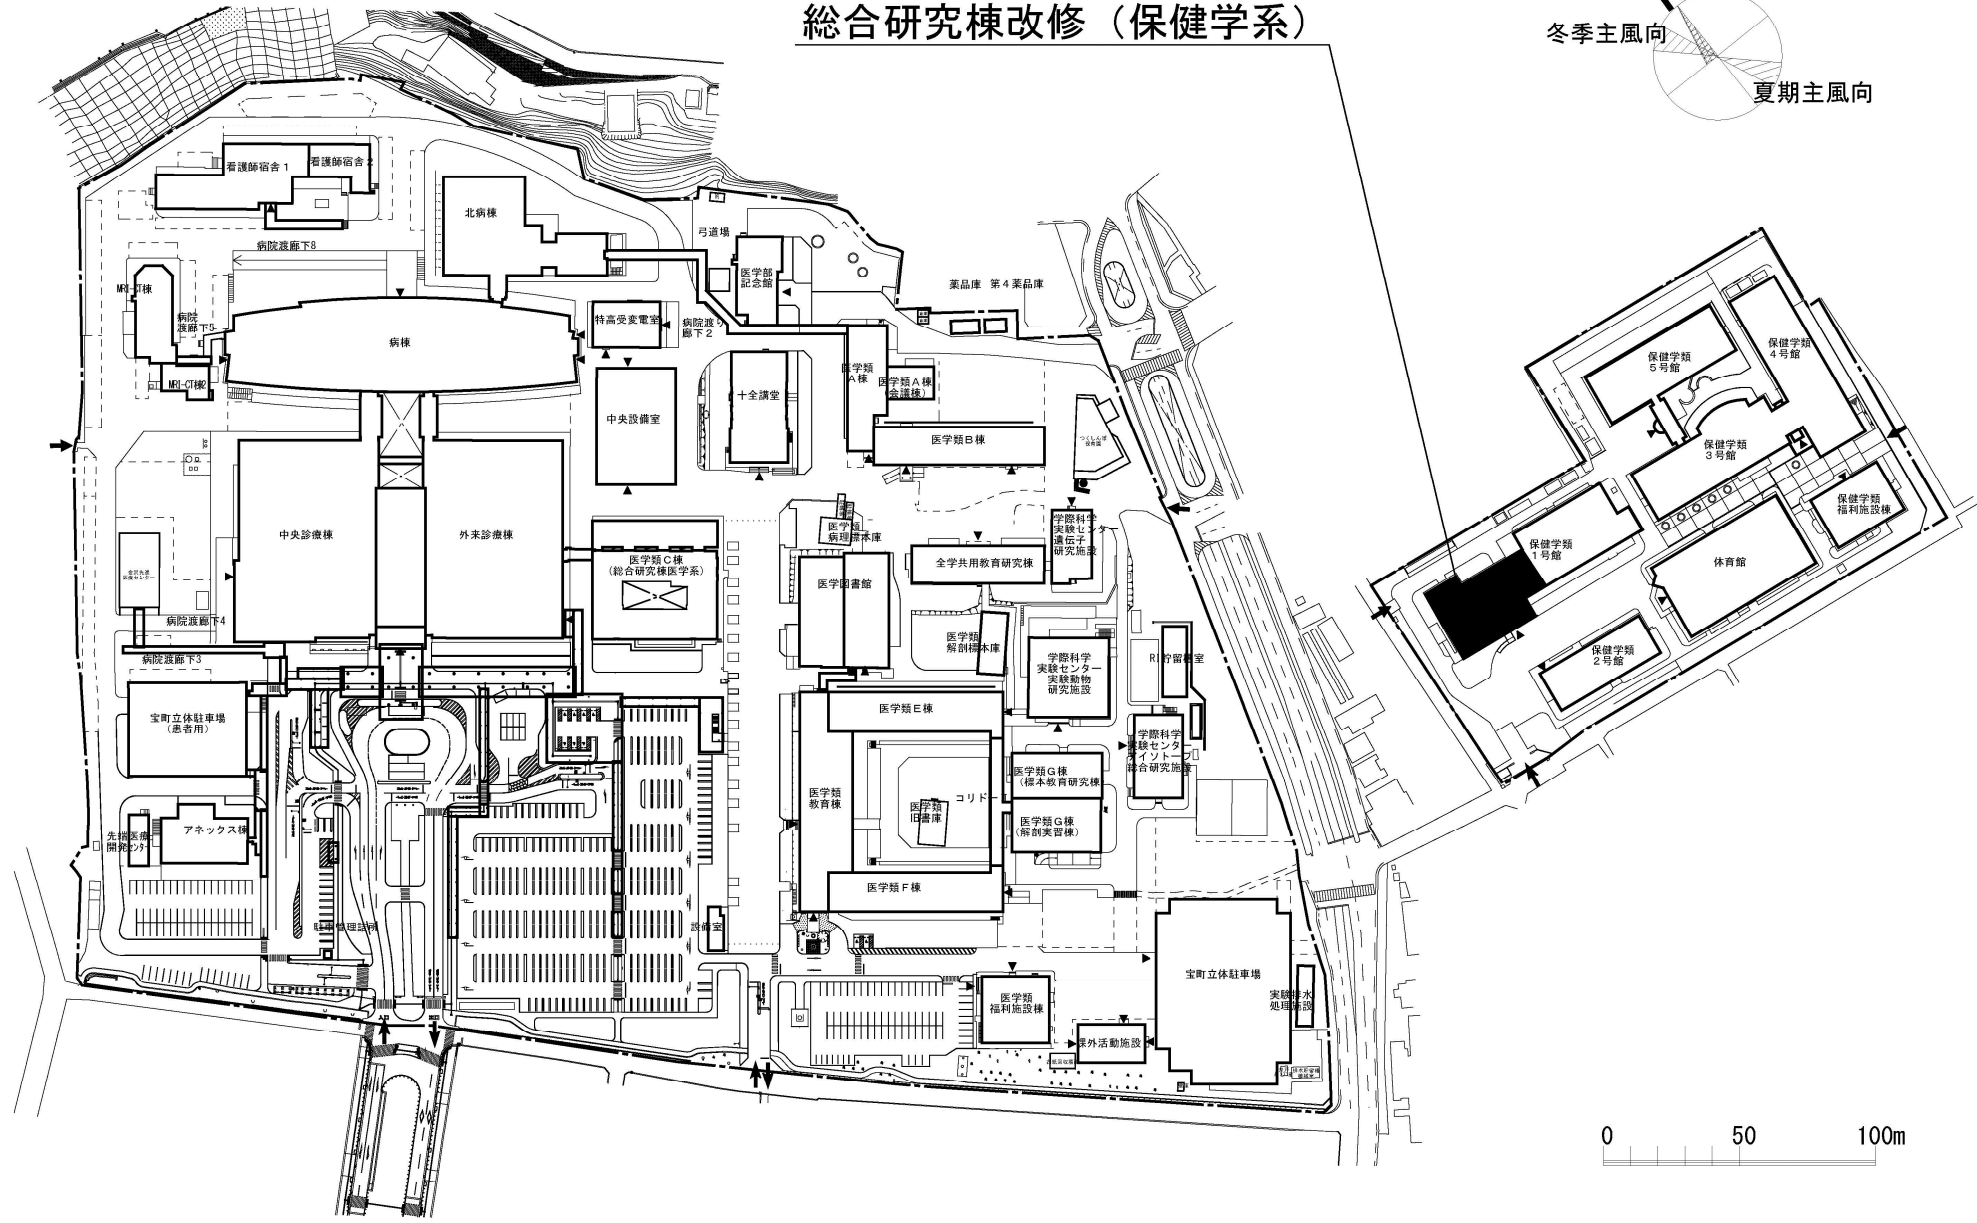 総合研究棟改修（保健学系）
冬季主風向
夏期主風向
看護師宿舎１
看護師宿舎２
北病棟
弓道場
病院渡廊下8
医学部
記念館
薬品庫 第４薬品庫
MRI-CT棟
病院
渡廊下5
特高受変電室
病院渡り
廊下２
病棟
MRI-CT棟2
医学類
Ａ棟
医学類Ａ棟
（会議棟）
十全講堂
中央設備室
医学類Ｂ棟
つくしんぼ
保育園
保健学類
５号館
保健学類
４号館
保健学類
３号館
保健学類
福利施設棟
保健学類
１号館
体育館
保健学類
２号館
中央診療棟
外来診療棟
医学類
病理標本庫
学際科学
実験センター
遺伝子
研究施設
医学類Ｃ棟
(総合研究棟医学系)
医学図書館
全学共用教育研究棟
病院渡廊下4
病院渡廊下3
医学類
解剖標本庫
学際科学
実験センター
実験動物
研究施設
RI貯留槽室
宝町立体駐車場
(患者用)
医学類Ｅ棟
学際科学
実験センター
アイソトープ
総合研究施設
医学類Ｇ棟
(標本教育研究棟)
医学類
教育棟
コリドー
医学類
旧書庫
医学類Ｇ棟
(解剖実習棟)
先端医療
開発センター
アネックス棟
医学類Ｆ棟
駐車管理詰所
設備室
宝町立体駐車場
医学類
福利施設棟
実験排水
処理施設
課外活動施設
0 50 100m